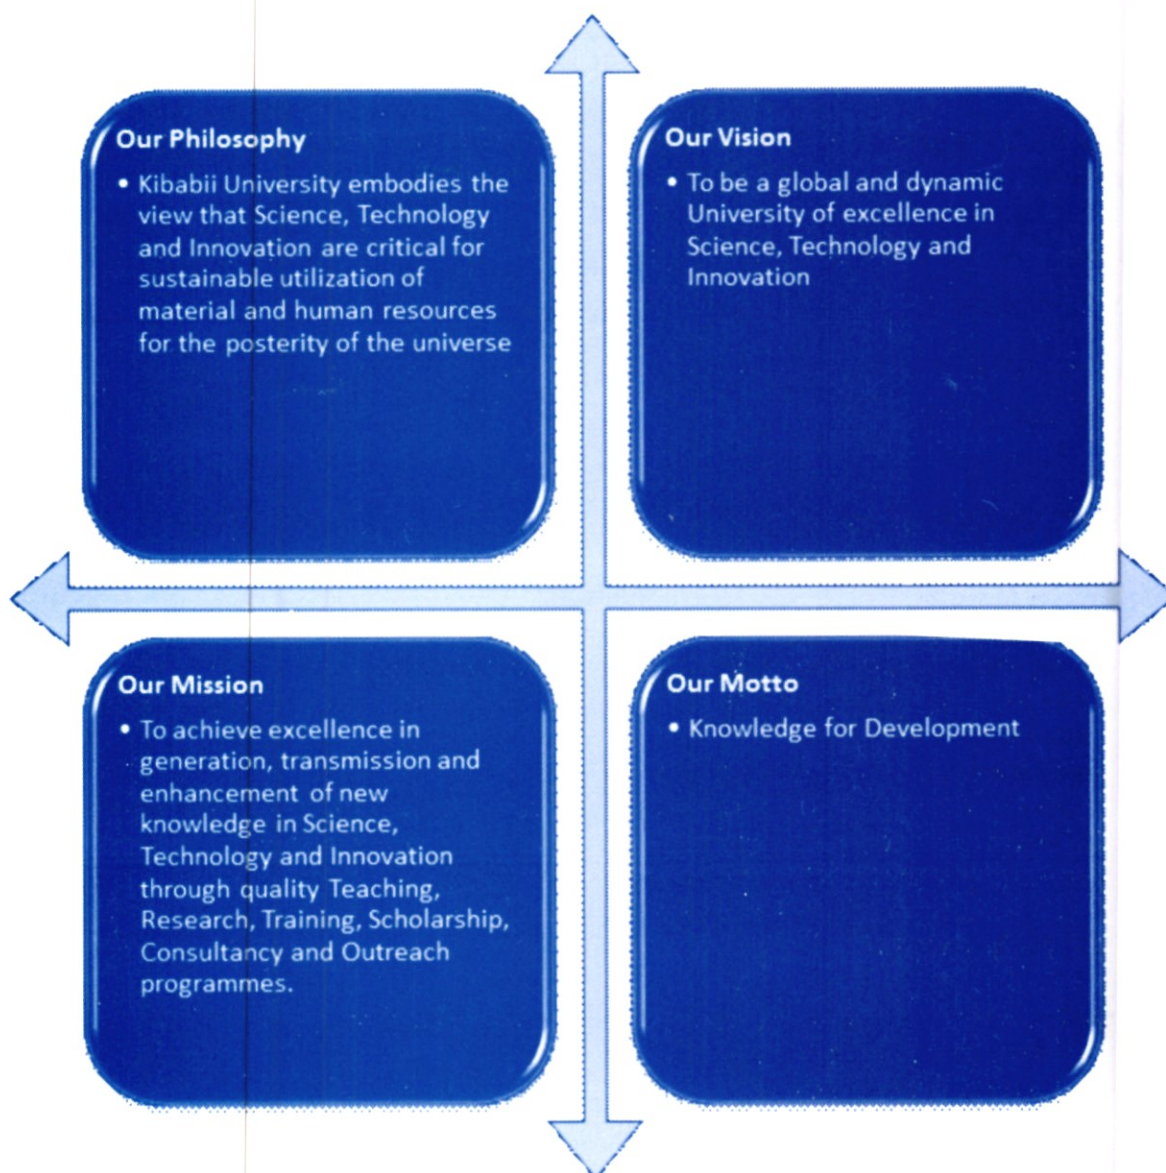 Our Philosophy
• Kibabii University embodies the
view that Science, Technology
and Innovation are critical for
sustainable utilization of
material and human resources
for the posterity of the universe
Our Vision
• To be a global and dynamic
University of excellence in
Science, Technology and
Innovation
Our Mission
• To achieve excellence in
generation, transmission and
enhancement of new
knowledge in Science,
Technology and Innovation
through quality Teaching,
Research, Training, Scholarship,
Consultancy and Outreach
programmes.
Our Motto
• Knowledge for Development